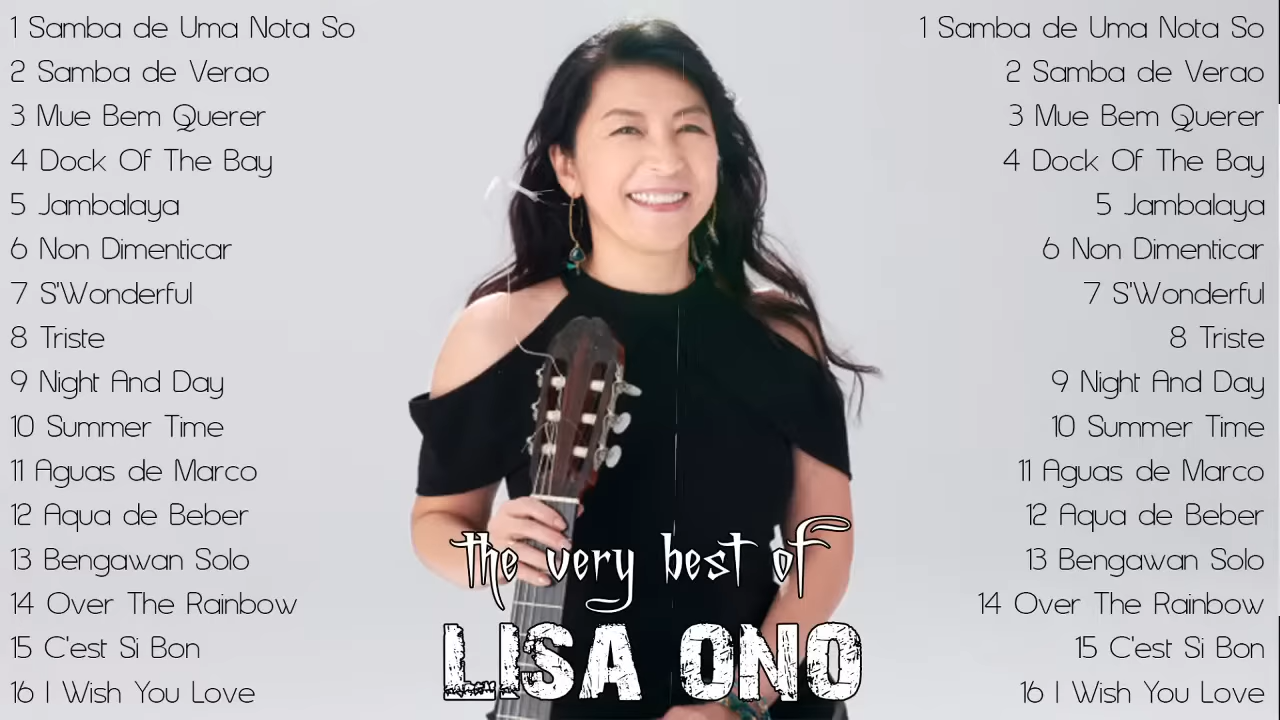 1 Samba de Uma Nota So
2 Samba de Verao
3 Mue Bem Querer
4 Dock Of The Bay
5 Jambalaya
6 Non Dimenticar
7 S'Wonderful
8 Triste
9 Night And Day
10 Summer Time
11 Aguas de Marco
12 Aqua de Beber
13 Bengawan Solo
14 Over The Rainbow
15 C'est Si Bon
16 I Wish You Love
the very best of
LISA ONO
1 Samba de Uma Nota So
2 Samba de Verao
3 Mue Bem Querer
4 Dock Of The Bay
5 Jambalaya
6 Non Dimenticar
7 S'Wonderful
8 Triste
9 Night And Day
10 Summer Time
11 Aguas de Marco
12 Aqua de Beber
13 Bengawan Solo
14 Over The Rainbow
15 C'est Si Bon
16 I Wish You Love